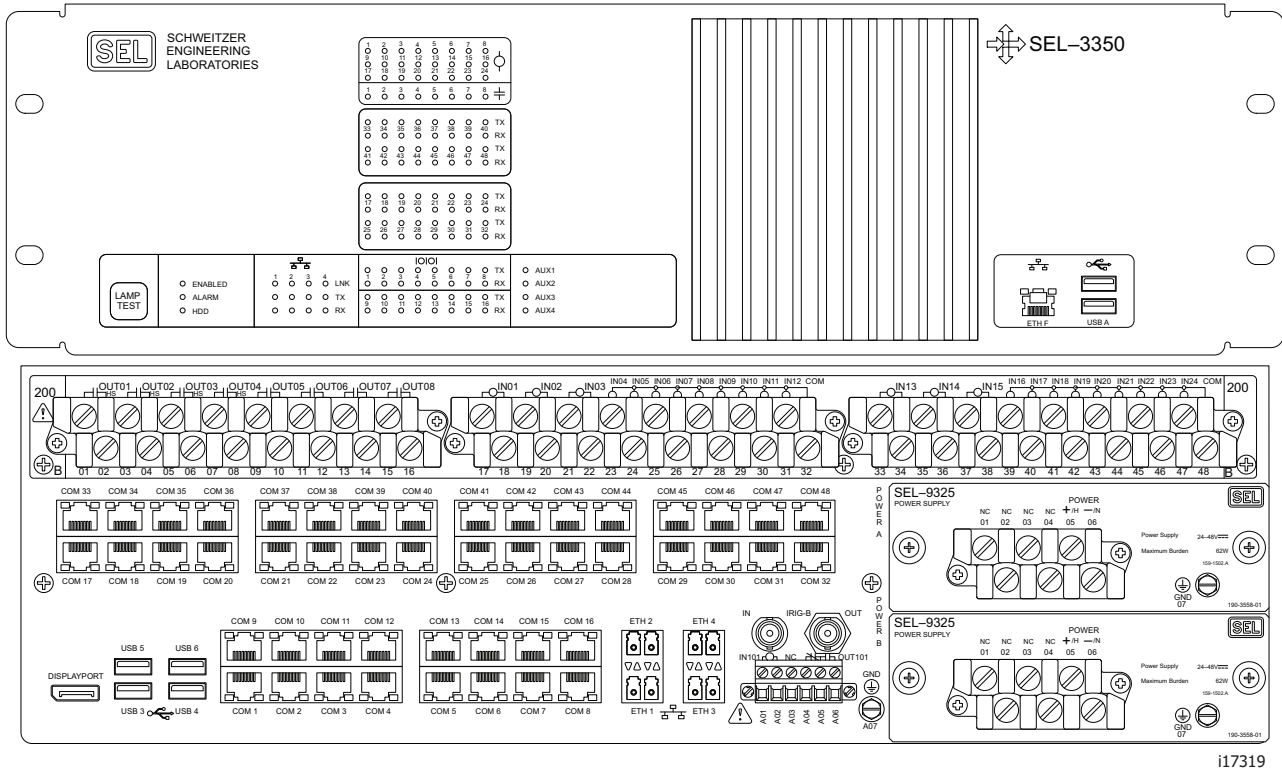 SEL
SCHWEITZER
ENGINEERING
LABORATORIES
SEL–3350
1 2 3 4 5 6 7 8
9 10 11 12 13 14 15 16
17 18 19 20 21 22 23 24
1 2 3 4 5 6 7 8
TX
33 34 35 36 37 38 39 40
RX
TX
41 42 43 44 45 46 47 48
RX
TX
17 18 19 20 21 22 23 24
RX
TX
25 26 27 28 29 30 31 32
RX
LAMP
TEST
ENABLED
ALARM
HDD
1 2 3 4
LNK
TX
RX
IOIOI
TX
1 2 3 4 5 6 7 8
RX
TX
9 10 11 12 13 14 15 16
RX
AUX1
AUX2
AUX3
AUX4
ETH F
USB A
200
OUT01 OUT02 OUT03 OUT04 OUT05 OUT06 OUT07 OUT08
HS HS HS HS
IN01 IN02 IN03 IN04 IN05 IN06 IN07 IN08 IN09 IN10 IN11 IN12 COM
IN13 IN14 IN15 IN16 IN17 IN18 IN19 IN20 IN21 IN22 IN23 IN24 COM
200
B 01 02 03 04 05 06 07 08 09 10 11 12 13 14 15 16
17 18 19 20 21 22 23 24 25 26 27 28 29 30 31 32
33 34 35 36 37 38 39 40 41 42 43 44 45 46 47 48 B
COM 33 COM 34 COM 35 COM 36
COM 37 COM 38 COM 39 COM 40
COM 41 COM 42 COM 43 COM 44
COM 45 COM 46 COM 47 COM 48
COM 17 COM 18 COM 19 COM 20
COM 21 COM 22 COM 23 COM 24
COM 25 COM 26 COM 27 COM 28
COM 29 COM 30 COM 31 COM 32
POWER A
SEL–9325
POWER SUPPLY
SEL
POWER
NC NC NC NC +/H —/N
01 02 03 04 05 06
Power Supply 24–48V
Maximum Burden 62W
159-1502.A
GND
07
190-3558-01
POWER B
SEL–9325
POWER SUPPLY
SEL
POWER
NC NC NC NC +/H —/N
01 02 03 04 05 06
Power Supply 24–48V
Maximum Burden 62W
159-1502.A
GND
07
190-3558-01
COM 9 COM 10 COM 11 COM 12
COM 13 COM 14 COM 15 COM 16
ETH 2 ETH 4
IN IRIG-B OUT
USB 5 USB 6
DISPLAYPORT
USB 3 USB 4
COM 1 COM 2 COM 3 COM 4
COM 5 COM 6 COM 7 COM 8
ETH 1 ETH 3
IN101 NC OUT101
A01 A02 A03 A04 A05 A06
GND
A07
i17319